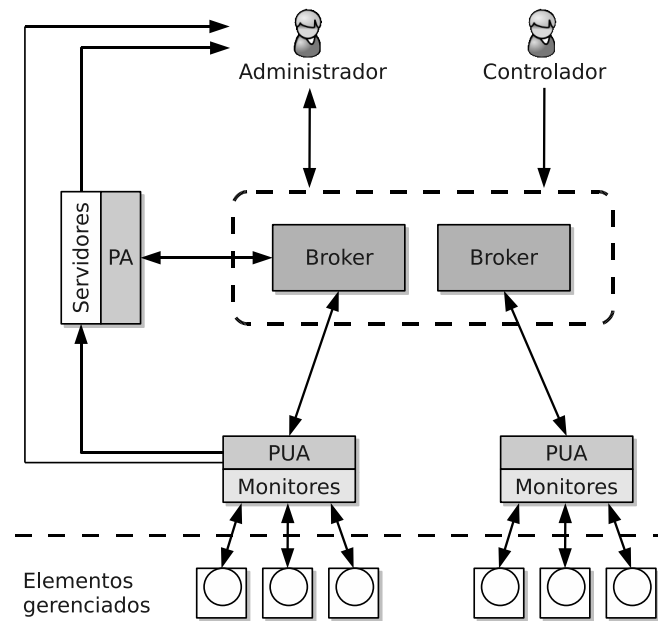 Administrador
Controlador
Servidores
PA
Broker
Broker
PUA
Monitores
PUA
Monitores
Elementos
gerenciados